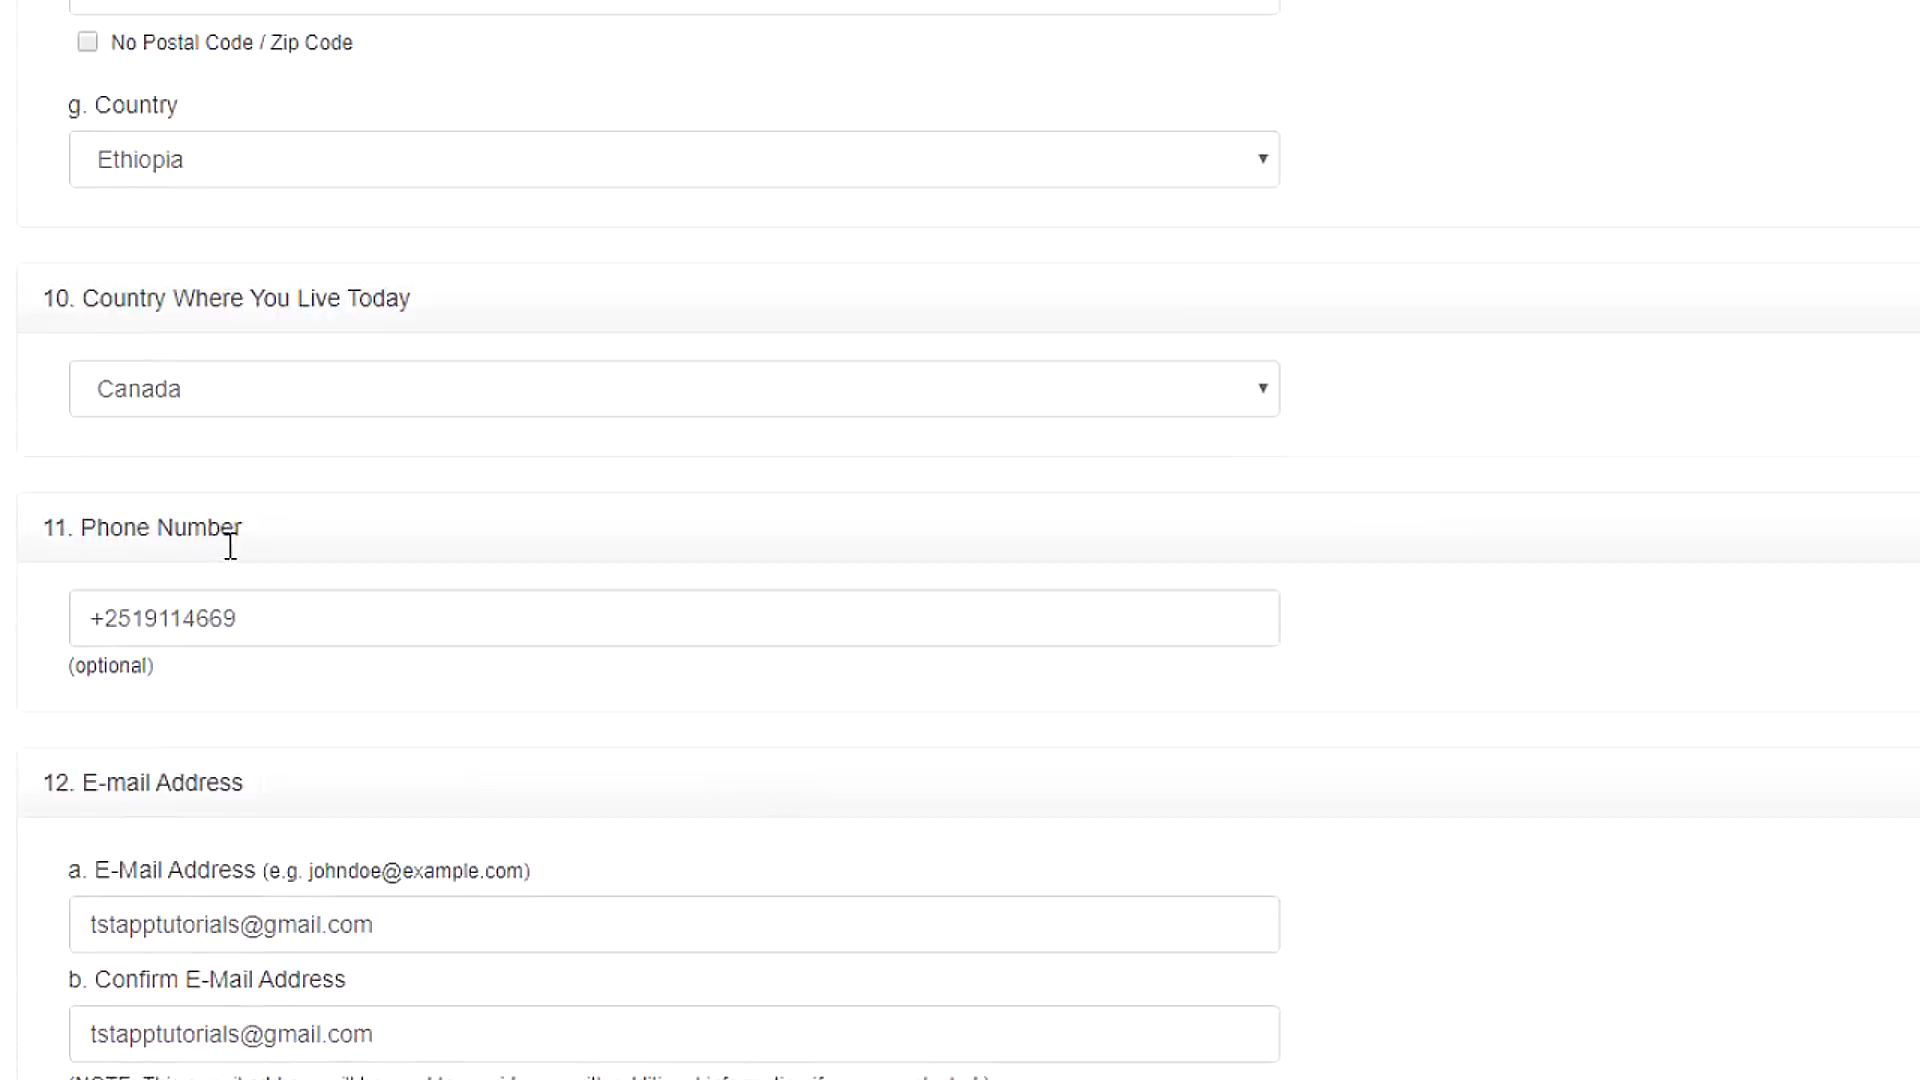 No Postal Code / Zip Code
g. Country
Ethiopia
10. Country Where You Live Today
Canada
11. Phone Number
+2519114669
(optional)
12. E-mail Address
a. E-Mail Address (e.g. johndoe@example.com)
tstapptutorials@gmail.com
b. Confirm E-Mail Address
tstapptutorials@gmail.com